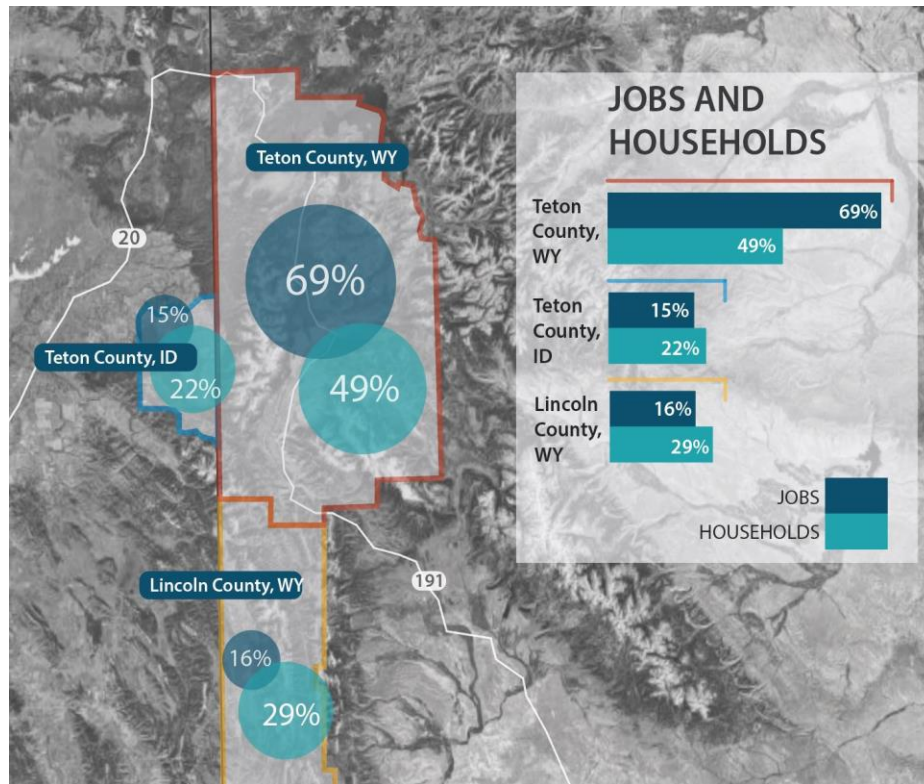 JOBS AND
HOUSEHOLDS
Teton County, WY
69%
49%
20
15%
Teton County, ID
22%
Lincoln County, WY
191
16%
29%
Teton
County,
WY
69%
49%
Teton
County,
ID
15%
22%
Lincoln
County,
WY
16%
29%
JOBS
HOUSEHOLDS